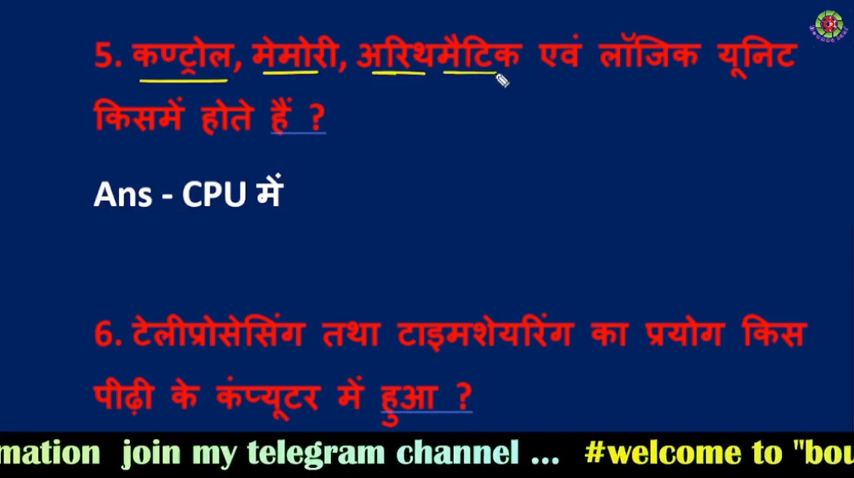 5. कण्ट्रोल, मेमोरी, अरिथमैटिक एवं लॉजिक यूनिट
किसमें होते हैं ?
Ans - CPU में
6. टेलीप्रोसेसिंग तथा टाइमशेयरिंग का प्रयोग किस
पीढ़ी के कंप्यूटर में हुआ ?
mation join my telegram channel ... #welcome to "bou